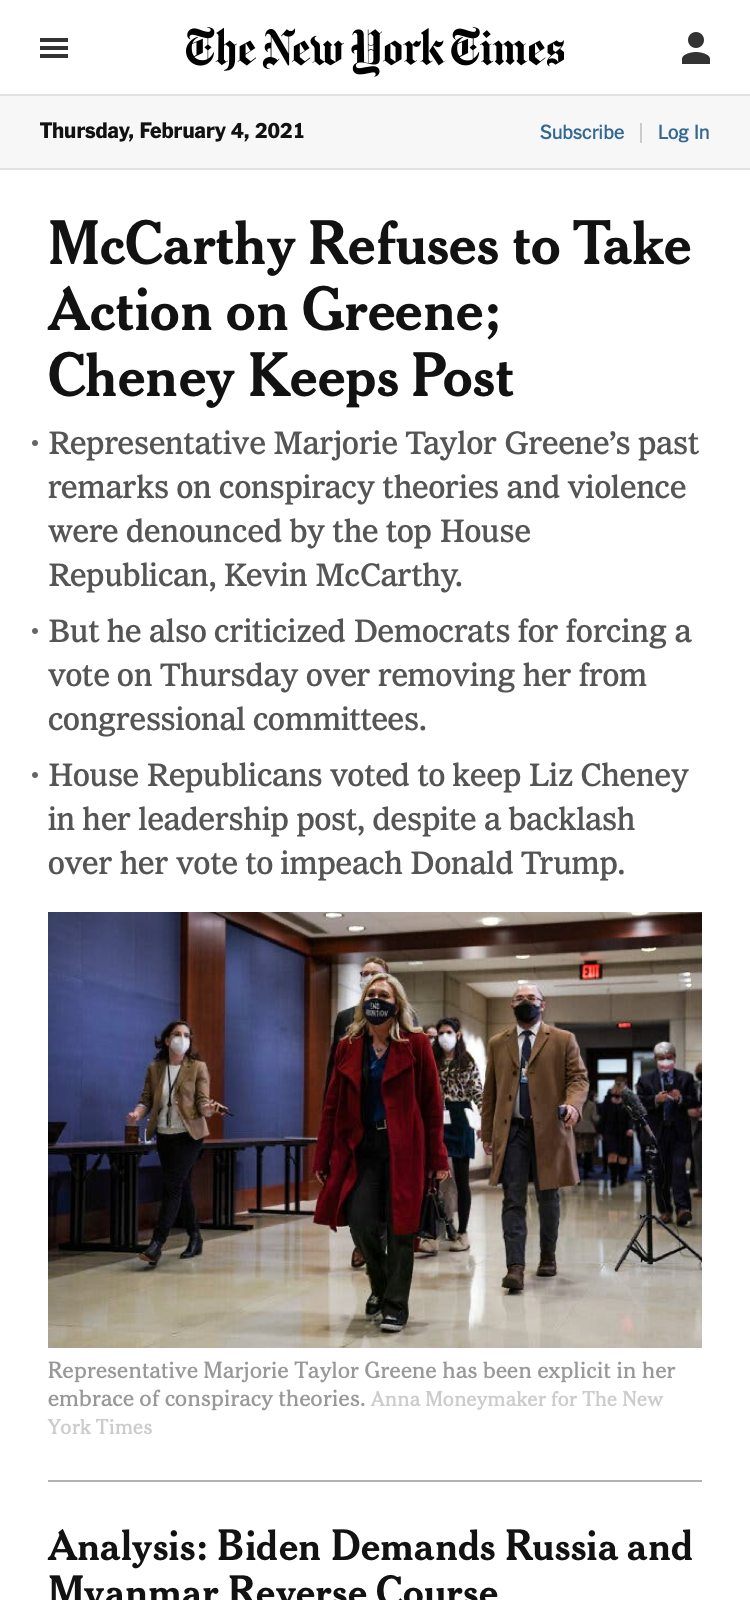 The New York Times
Thursday, February 4, 2021
Subscribe | Log In
McCarthy Refuses to Take
Action on Greene;
Cheney Keeps Post
• Representative Marjorie Taylor Greene’s past
remarks on conspiracy theories and violence
were denounced by the top House
Republican, Kevin McCarthy.
• But he also criticized Democrats for forcing a
vote on Thursday over removing her from
congressional committees.
• House Republicans voted to keep Liz Cheney
in her leadership post, despite a backlash
over her vote to impeach Donald Trump.
EXIT
END
ABORTION
Representative Marjorie Taylor Greene has been explicit in her
embrace of conspiracy theories. Anna Moneymaker for The New
York Times
Analysis: Biden Demands Russia and
Myanmar Reverse Course